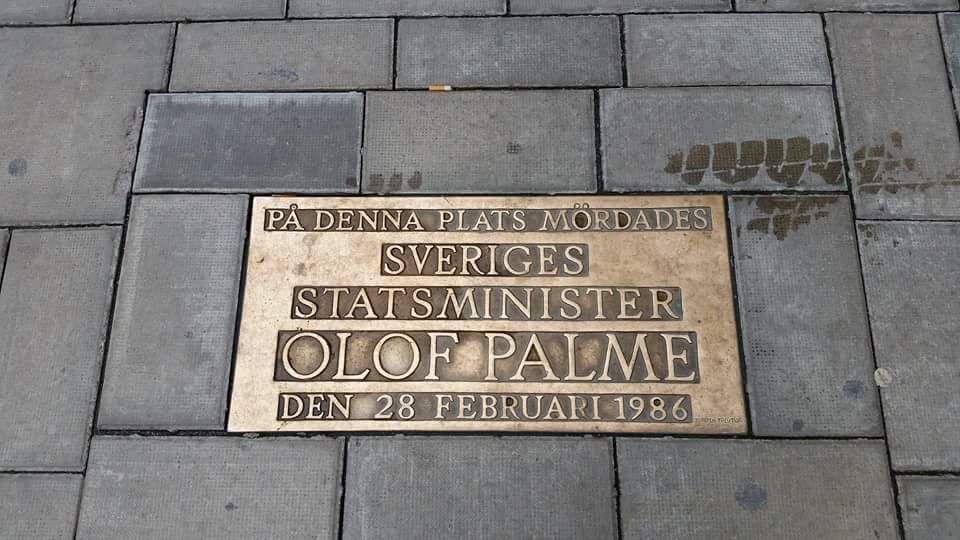 PÅ DENNA PLATS MÖRDADES
SVERIGES
STATSMINISTER
OLOF PALME
DEN 28 FEBRUARI 1986